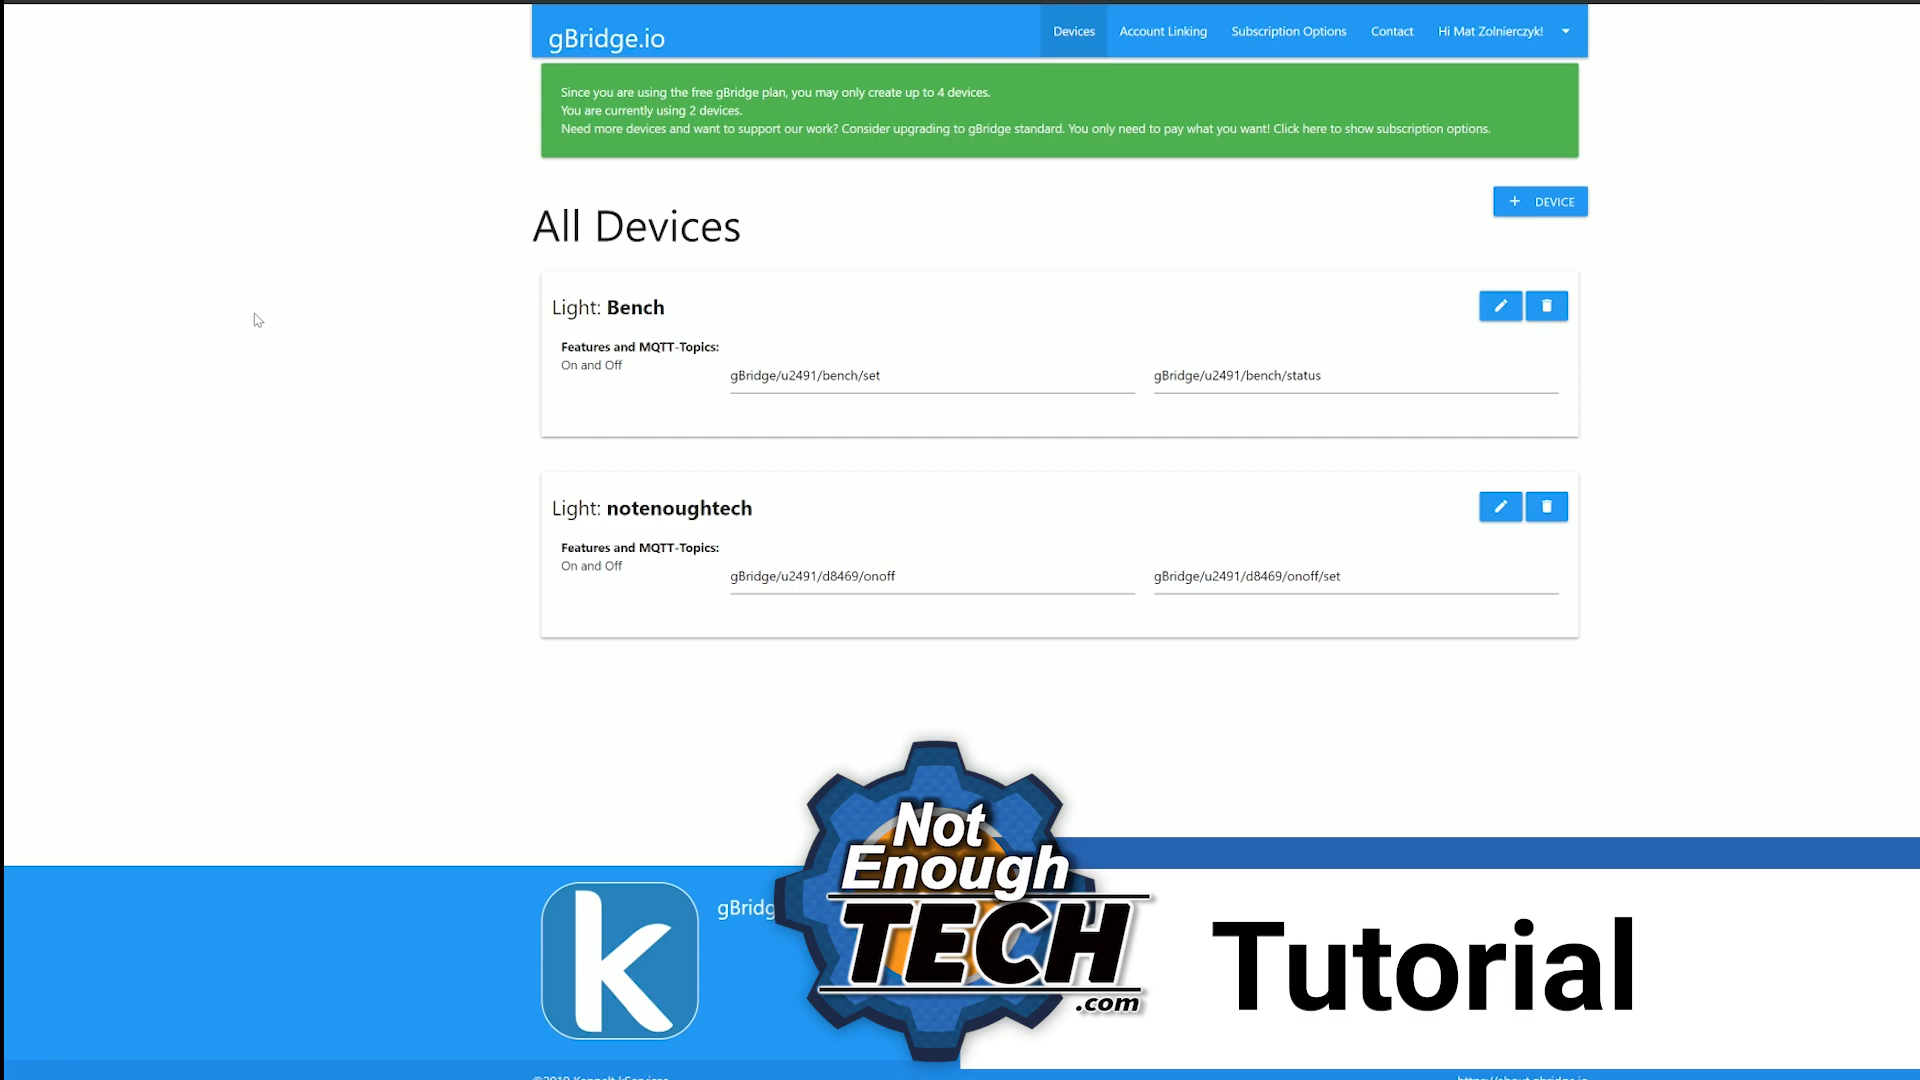 gBridge.io
Devices
Account Linking
Subscription Options
Contact
Hi Mat Zolnierczyk!
Since you are using the free gBridge plan, you may only create up to 4 devices.
You are currently using 2 devices.
Need more devices and want to support our work? Consider upgrading to gBridge standard. You only need to pay what you want! Click here to show subscription options.
+ DEVICE
All Devices
Light: Bench
Features and MQTT-Topics:
On and Off
gBridge/u2491/bench/set
gBridge/u2491/bench/status
Light: notenoughtech
Features and MQTT-Topics:
On and Off
gBridge/u2491/d8469/onoff
gBridge/u2491/d8469/onoff/set
k
gBridg
Not
Enough
TECH
.com
Tutorial